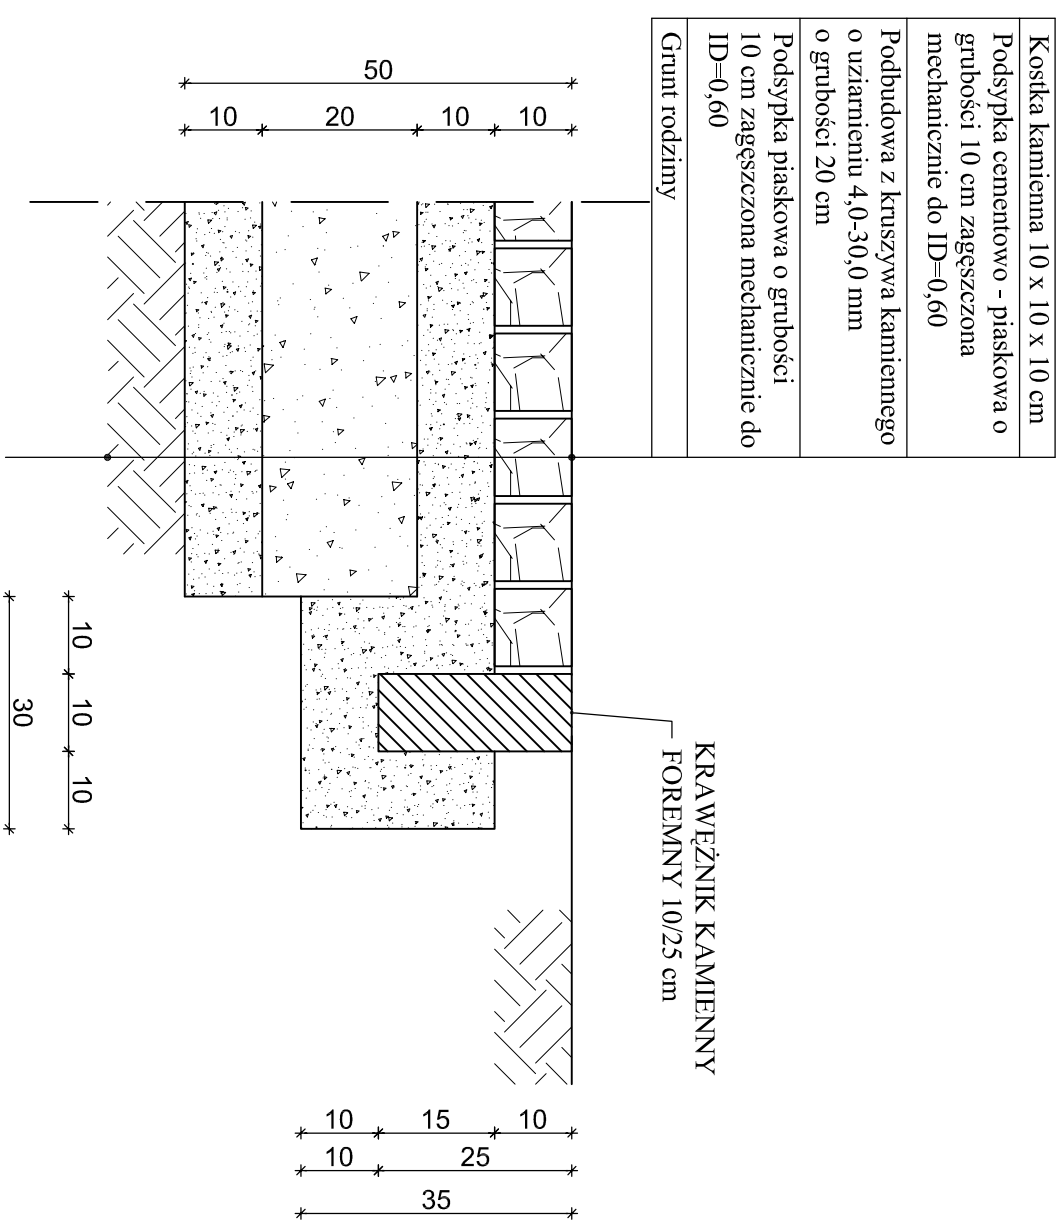 Kostka kamienna 10 x 10 x 10 cm
Podsypka cementowo - piaskowa o
grubości 10 cm zagęszczona
mechanicznie do ID=0,60
Podbudowa z kruszywa kamiennego
o uziarnieniu 4,0-30,0 mm
o grubości 20 cm
Podsypka piaskowa o grubości
10 cm zagęszczona mechanicznie do
ID=0,60
Grunt rodzimy
KRAWĘŻNIK KAMIENNY
FOREMNY 10/25 cm
50
10
20
10
10
10
10
10
30
10
15
10
10
25
35